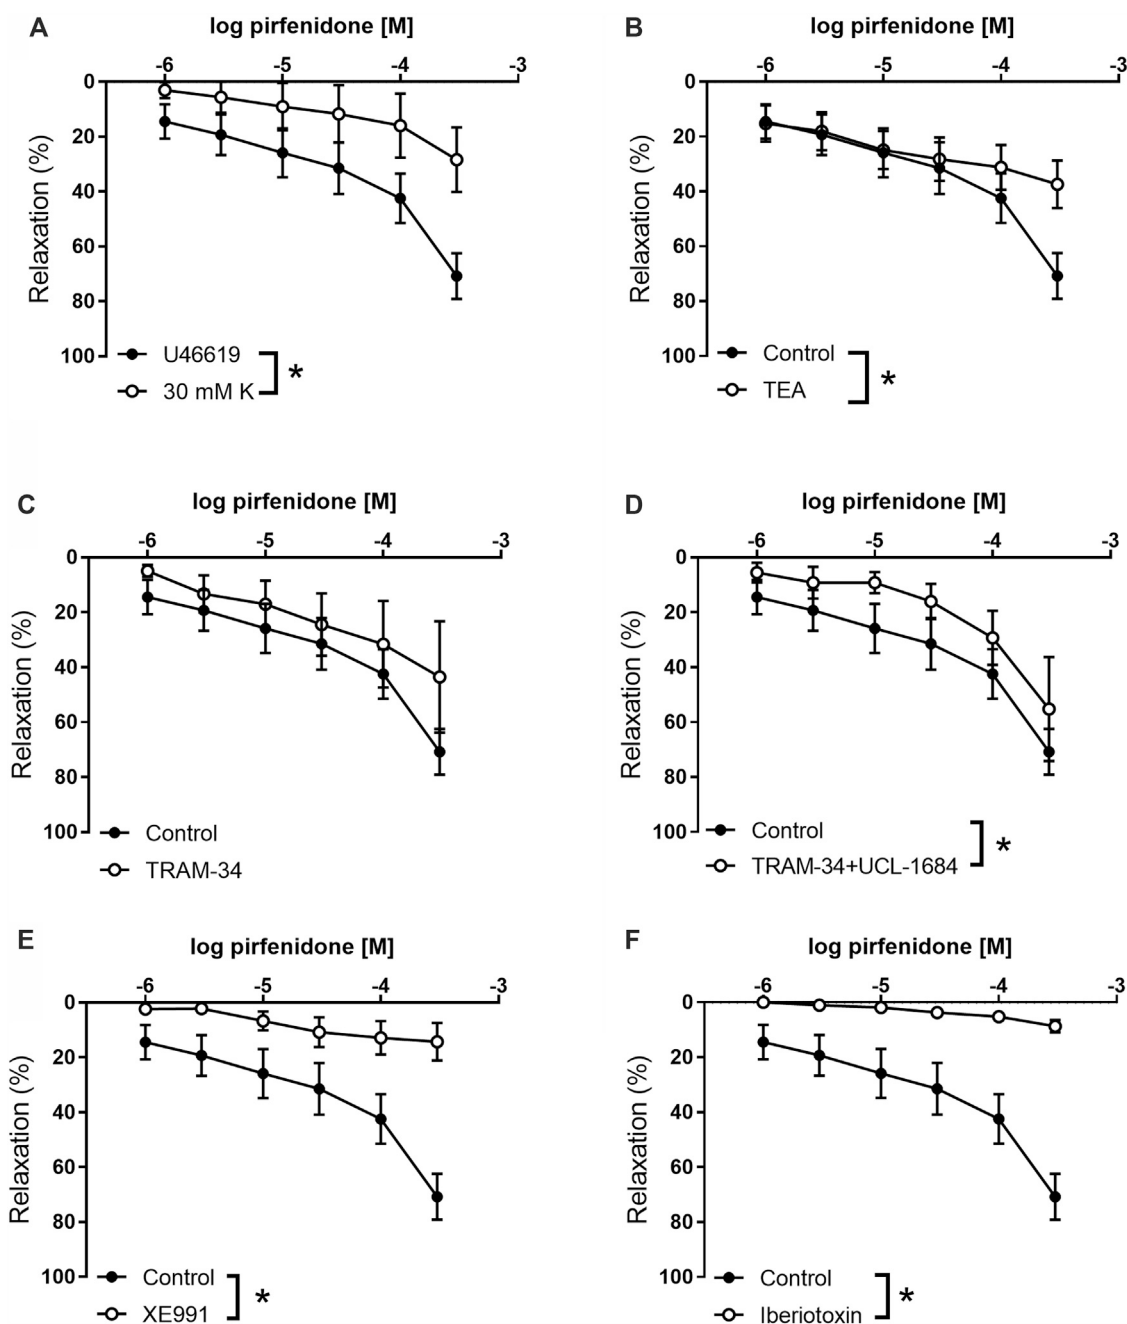 A
log pirfenidone [M]
-6 -5 -4 -3
0
20
40
60
80
100
Relaxation (%)
U46619
30 mM K
*
B
log pirfenidone [M]
-6 -5 -4 -3
0
20
40
60
80
100
Relaxation (%)
Control
TEA
*
C
log pirfenidone [M]
-6 -5 -4 -3
0
20
40
60
80
100
Relaxation (%)
Control
TRAM-34
D
log pirfenidone [M]
-6 -5 -4 -3
0
20
40
60
80
100
Relaxation (%)
Control
TRAM-34+UCL-1684
*
E
log pirfenidone [M]
-6 -5 -4 -3
0
20
40
60
80
100
Relaxation (%)
Control
XE991
*
F
log pirfenidone [M]
-6 -5 -4 -3
0
20
40
60
80
100
Relaxation (%)
Control
Iberiotoxin
*